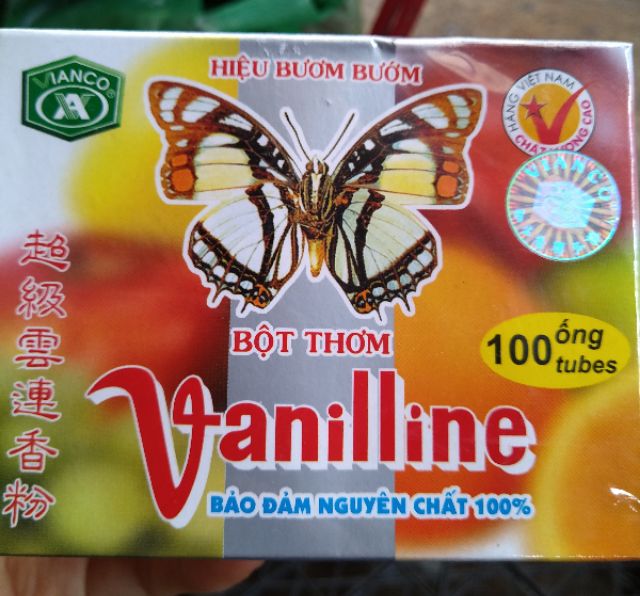 HIỆU BƯƠM BƯỚM
VIANCO®
HÀNG VIỆT NAM
CHẤT LƯỢNG CAO
VIANCO
超級雲連香粉
BỘT THƠM
100 ống
tubes
Vanilline
BẢO ĐẢM NGUYÊN CHẤT 100%